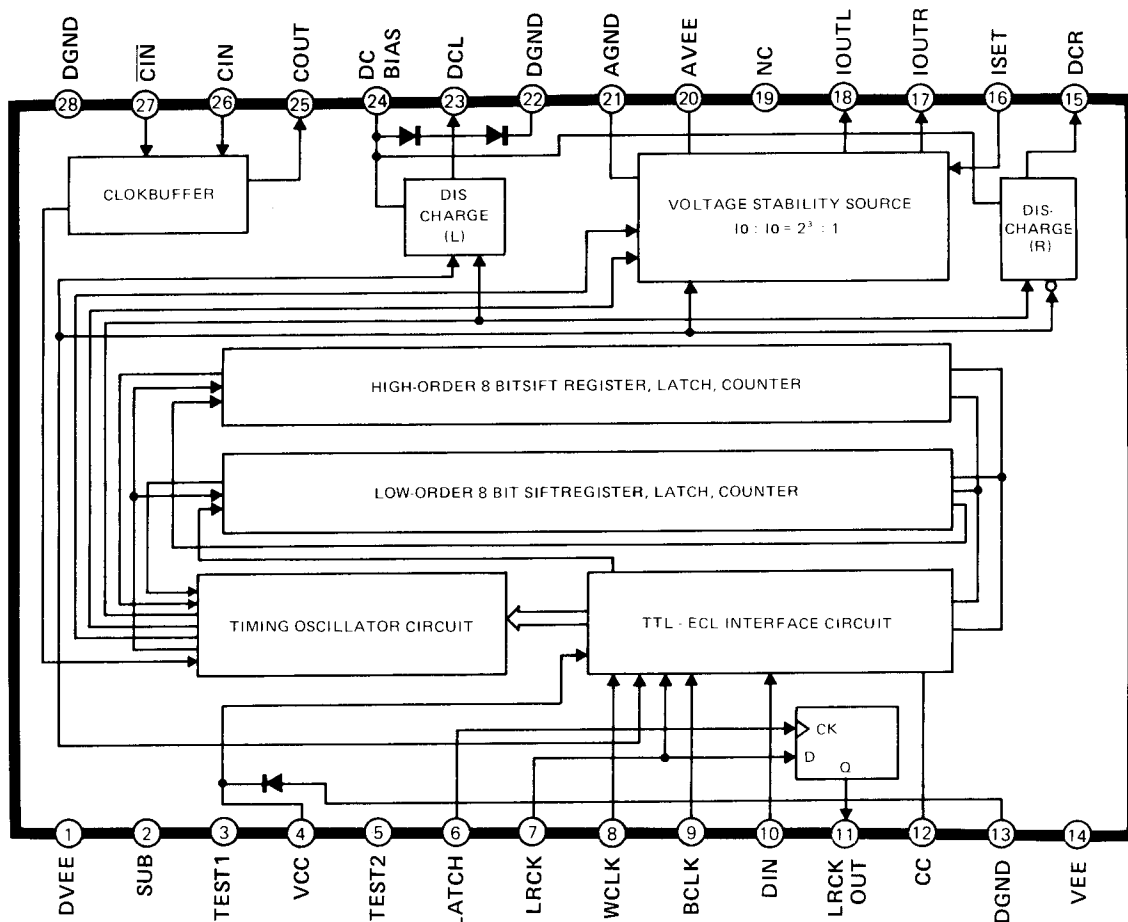 DGND
CIN
CIN
COUT
DC
BIAS
DCL
DGND
AGND
AVEE
NC
IOUTL
IOUTR
ISET
DCR
28
27
26
25
24
23
22
21
20
19
18
17
16
15
CLOKBUFFER
DIS
CHARGE
(L)
VOLTAGE STABILITY SOURCE
Io : Io = 2³ : 1
DIS-
CHARGE
(R)
HIGH-ORDER 8 BITSIFT REGISTER, LATCH, COUNTER
LOW-ORDER 8 BIT SIFTREGISTER, LATCH, COUNTER
TIMING OSCILLATOR CIRCUIT
TTL - ECL INTERFACE CIRCUIT
CK
D
Q
1
2
3
4
5
6
7
8
9
10
11
12
13
14
DVEE
SUB
TEST1
VCC
TEST2
LATCH
LRCK
WCLK
BCLK
DIN
LRCK
OUT
CC
DGND
VEE